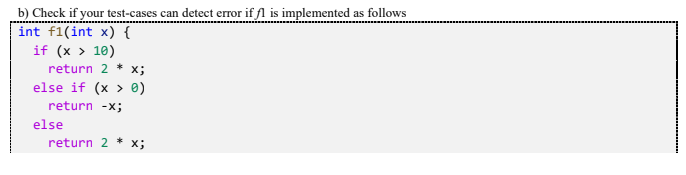 b) Check if your test-cases can detect error if f1 is implemented as follows
int f1(int x) {
  if (x > 10)
    return 2 * x;
  else if (x > 0)
    return -x;
  else
    return 2 * x;